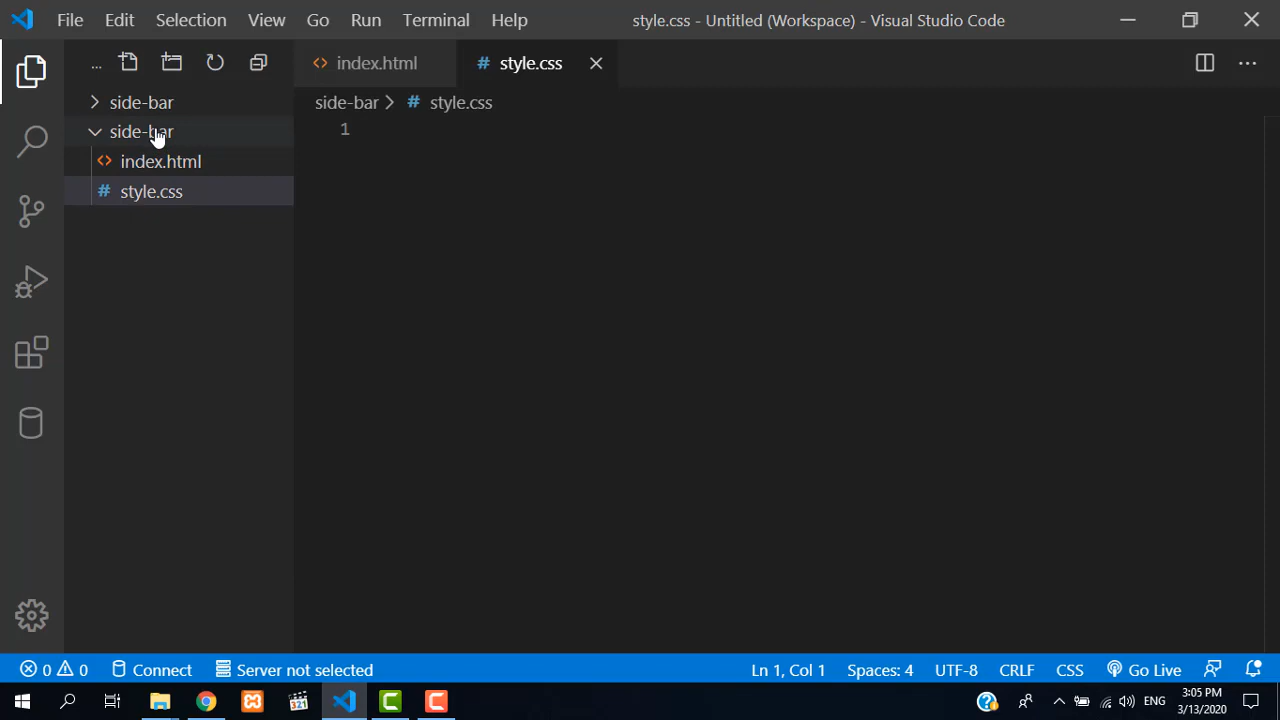 File Edit Selection View Go Run Terminal Help style.css - Untitled (Workspace) - Visual Studio Code
... index.html # style.css
side-bar
side-bar > # style.css
side-bar
1
index.html
# style.css
0 0 Connect Server not selected Ln 1, Col 1 Spaces: 4 UTF-8 CRLF CSS Go Live
321
ENG
3:05 PM
3/13/2020